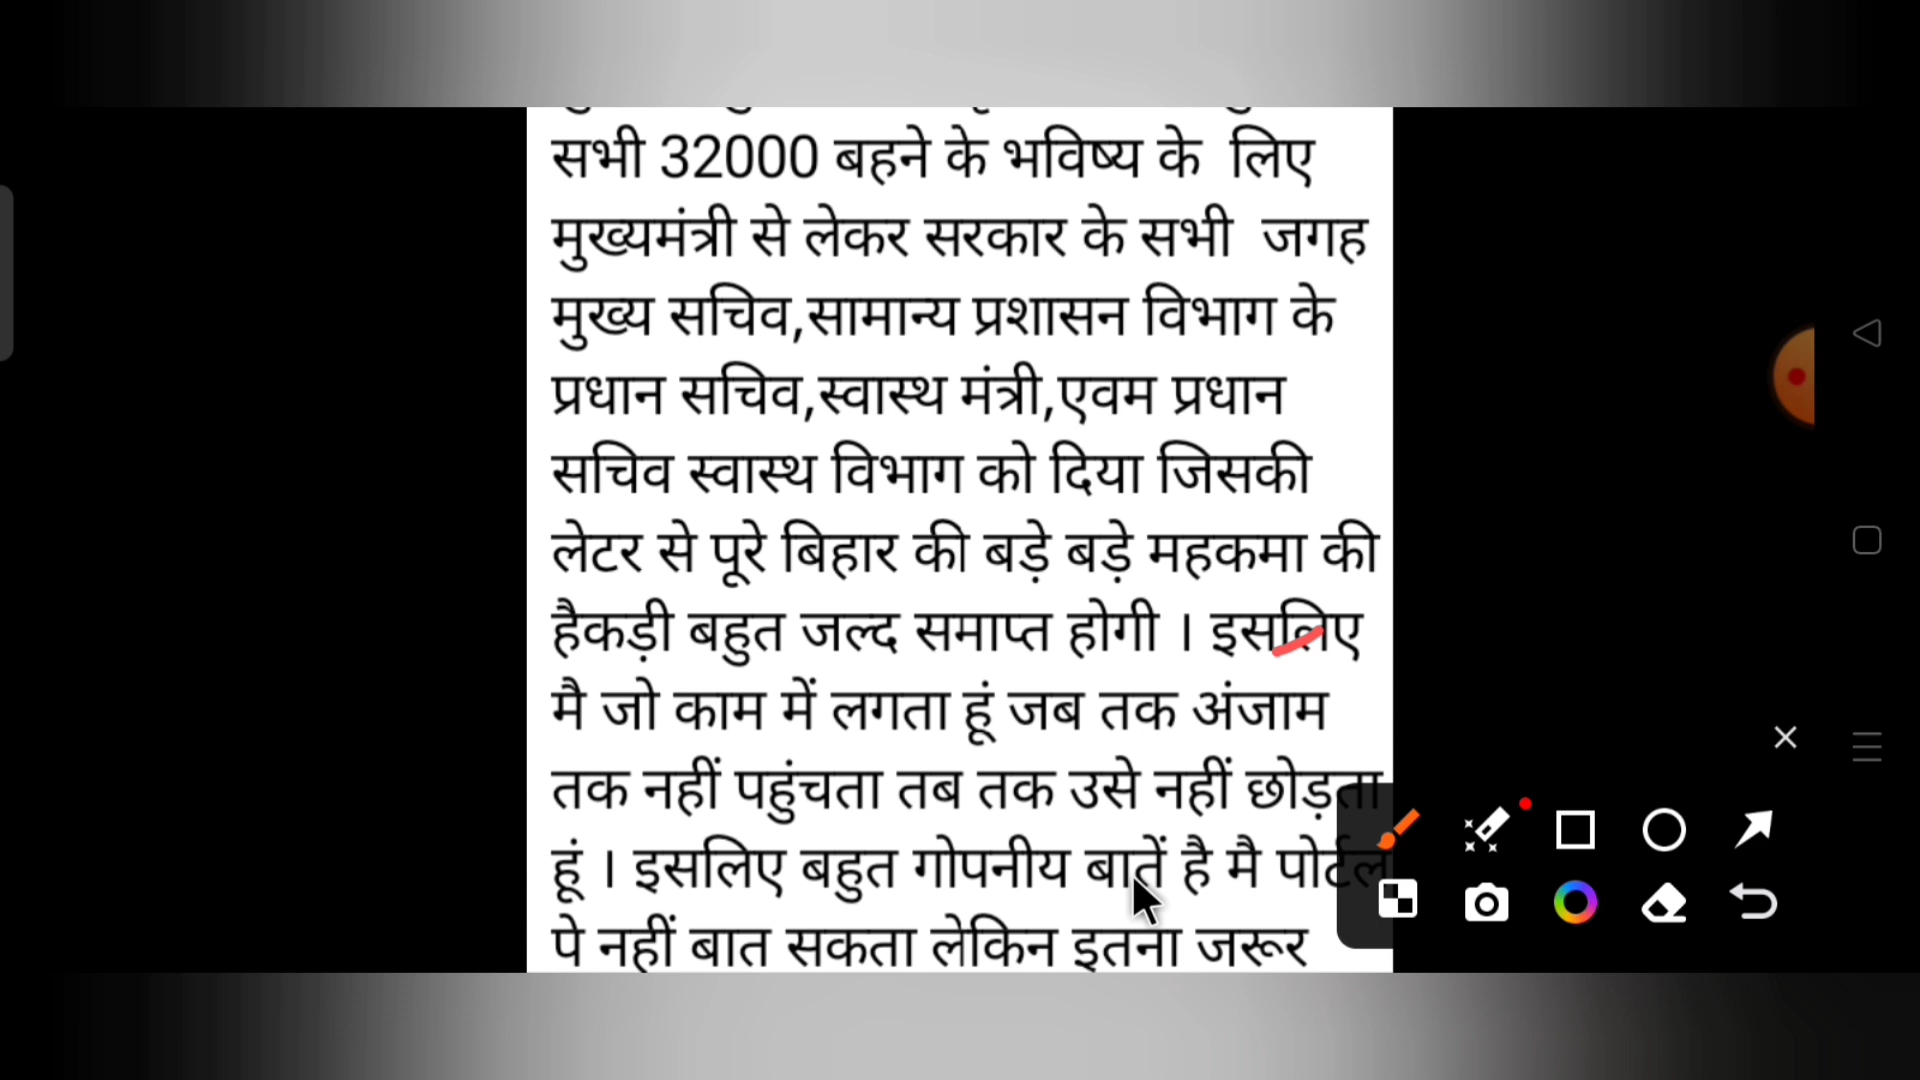 सभी 32000 बहने के भविष्य के लिए
मुख्यमंत्री से लेकर सरकार के सभी जगह
मुख्य सचिव,सामान्य प्रशासन विभाग के
प्रधान सचिव,स्वास्थ मंत्री,एवम प्रधान
सचिव स्वास्थ विभाग को दिया जिसकी
लेटर से पूरे बिहार की बड़े बड़े महकमा की
हैकड़ी बहुत जल्द समाप्त होगी । इसलिए
मै जो काम में लगता हूं जब तक अंजाम
तक नहीं पहुंचता तब तक उसे नहीं छोड़ता
हूं । इसलिए बहुत गोपनीय बातें है मै पोर्टल
पे नहीं बात सकता लेकिन इतना जरूर